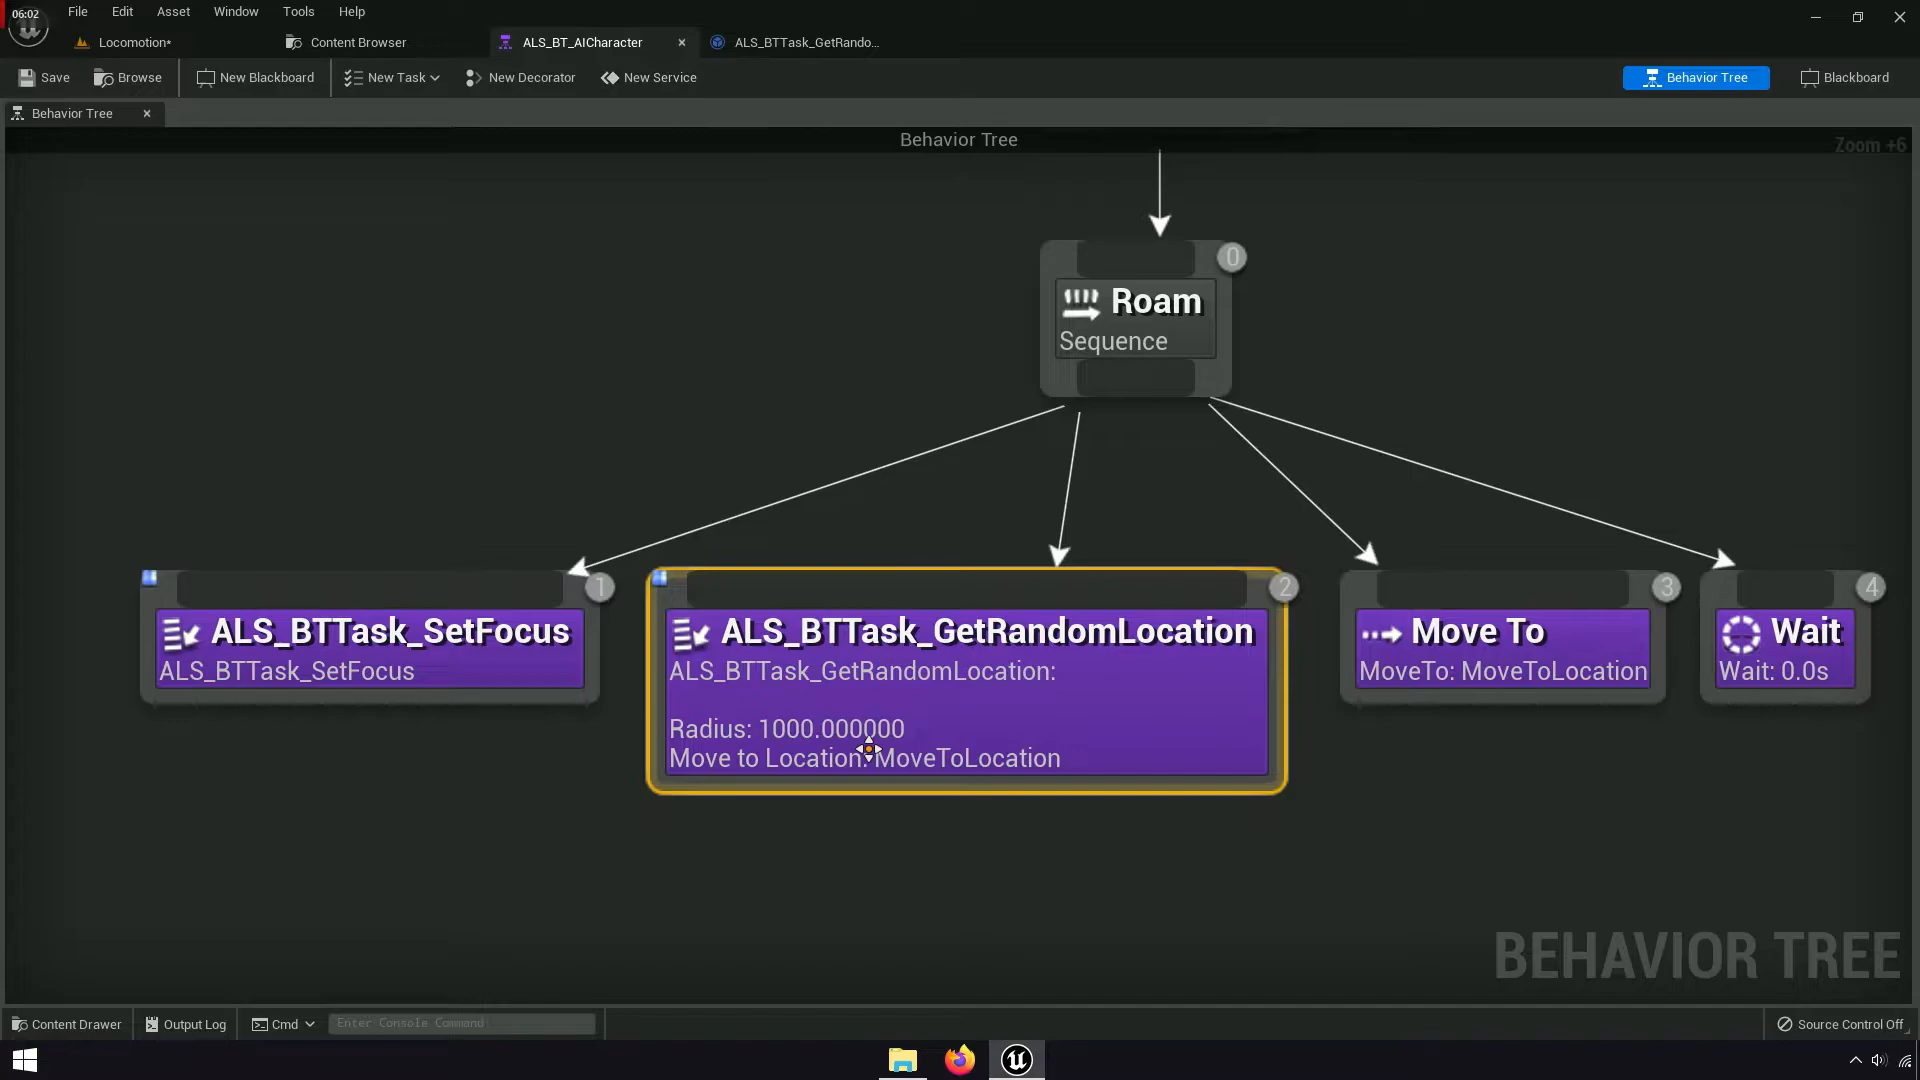 06:02
File Edit Asset Window Tools Help
Locomotion* Content Browser ALS_BT_AICharacter ALS_BTTask_GetRando...
Save Browse New Blackboard New Task New Decorator New Service Behavior Tree Blackboard
Behavior Tree
Behavior Tree
Zoom +6
0
Roam
Sequence
1 2 3 4
ALS_BTTask_SetFocus
ALS_BTTask_SetFocus
ALS_BTTask_GetRandomLocation
ALS_BTTask_GetRandomLocation:
Radius: 1000.000000
Move to Location: MoveToLocation
Move To
MoveTo: MoveToLocation
Wait
Wait: 0.0s
BEHAVIOR TREE
Content Drawer Output Log Cmd Enter Console Command Source Control Off